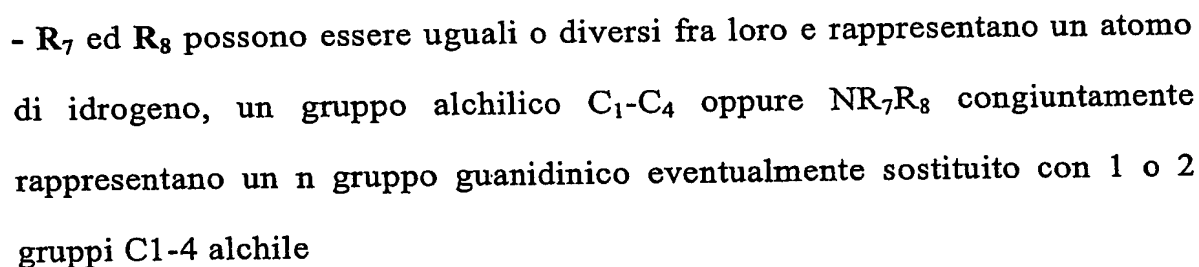 - R₇ ed R₈ possono essere uguali o diversi fra loro e rappresentano un atomo
di idrogeno, un gruppo alchilico C₁-C₄ oppure NR₇R₈ congiuntamente
rappresentano un n gruppo guanidinico eventualmente sostituito con 1 o 2
gruppi C1-4 alchile